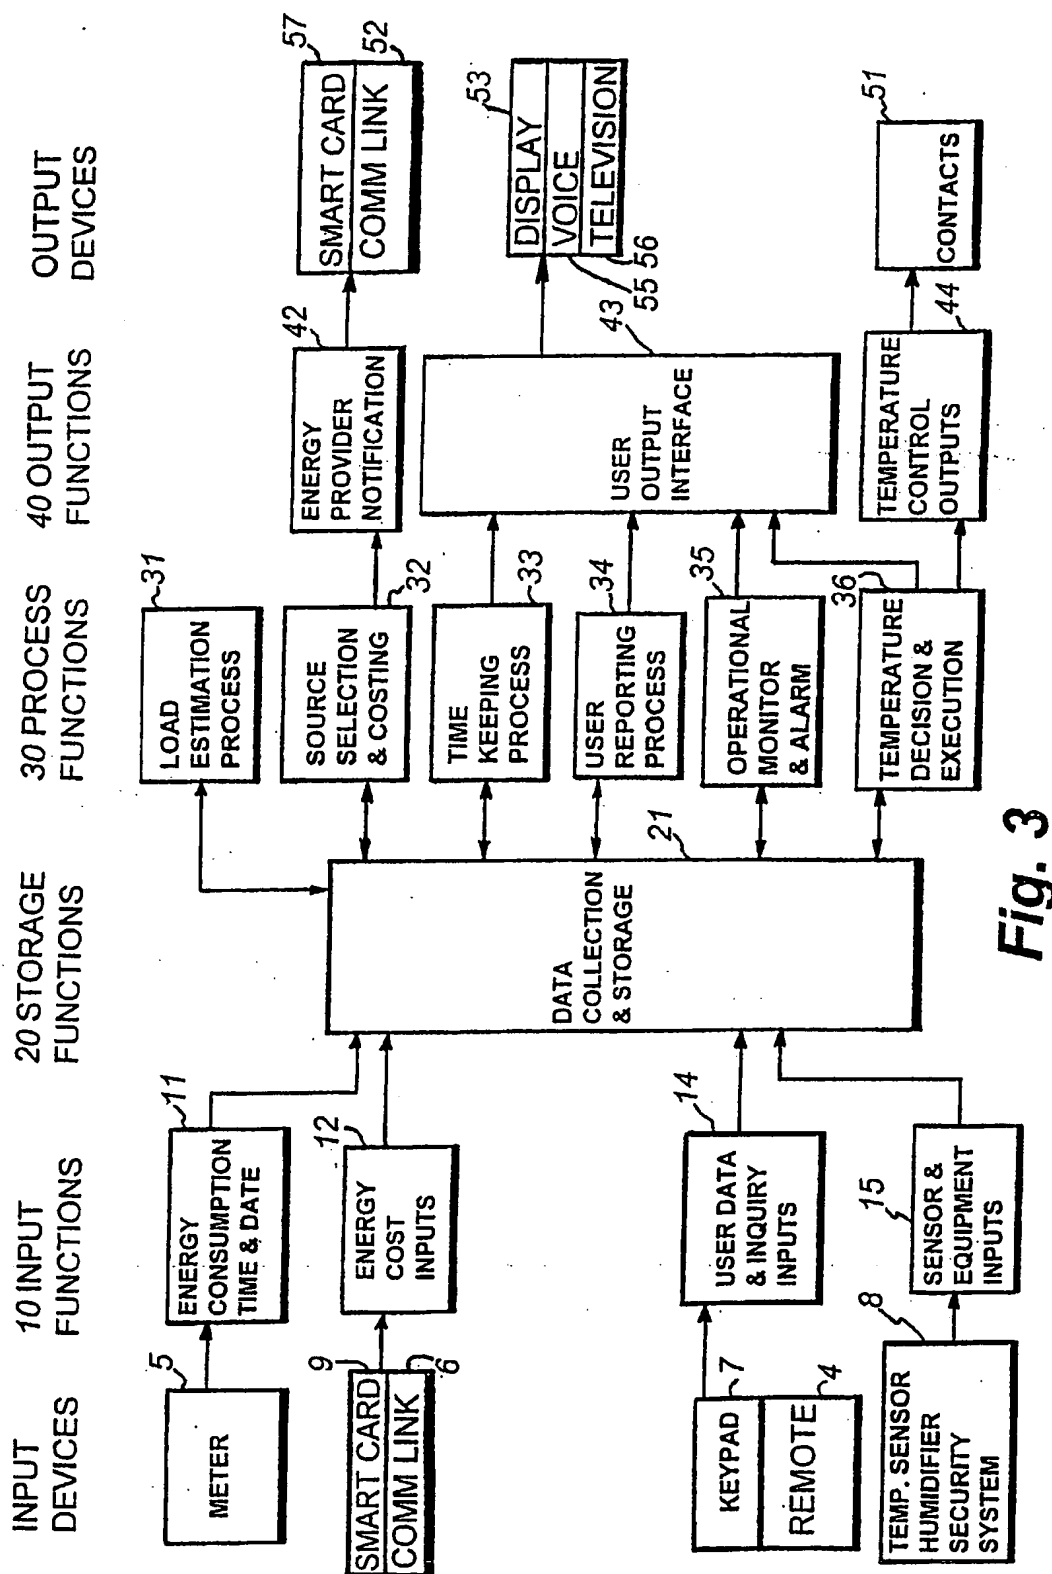 INPUT
DEVICES
10 INPUT
FUNCTIONS
20 STORAGE
FUNCTIONS
30 PROCESS
FUNCTIONS
40 OUTPUT
FUNCTIONS
OUTPUT
DEVICES
5
METER
9
SMART CARD
COMM LINK
6
KEYPAD
7
REMOTE
4
8
TEMP. SENSOR
HUMIDIFIER
SECURITY
SYSTEM
11
ENERGY
CONSUMPTION
TIME & DATE
12
ENERGY
COST
INPUTS
14
USER DATA
& INQUIRY
INPUTS
15
SENSOR &
EQUIPMENT
INPUTS
21
DATA
COLLECTION
& STORAGE
31
LOAD
ESTIMATION
PROCESS
SOURCE
SELECTION
& COSTING
32
TIME
KEEPING
PROCESS
33
USER
REPORTING
PROCESS
34
OPERATIONAL
MONITOR
& ALARM
35
36
TEMPERATURE
DECISION &
EXECUTION
42
ENERGY
PROVIDER
NOTIFICATION
43
USER
OUTPUT
INTERFACE
TEMPERATURE
CONTROL
OUTPUTS
44
57
SMART CARD
COMM LINK
52
53
DISPLAY
VOICE
TELEVISION
55
56
51
CONTACTS
Fig. 3